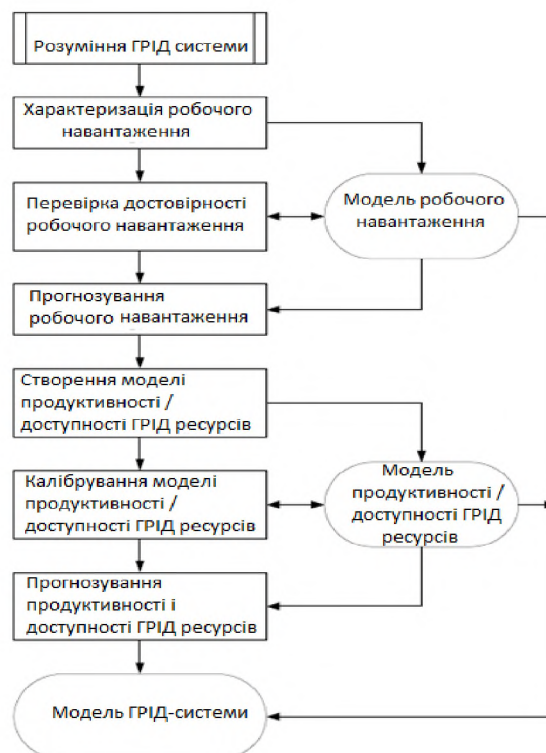 Розуміння ГРІД системи
Характеризація робочого
навантаження
Перевірка достовірності
робочого навантаження
Модель робочого
навантаження
Прогнозування
робочого навантаження
Створення моделі
продуктивності /
доступності ГРІД ресурсів
Калібрування моделі
продуктивності /
доступності ГРІД ресурсів
Модель
продуктивності /
доступності ГРІД
ресурсів
Прогнозування
продуктивності і
доступності ГРІД ресурсів
Модель ГРІД-системи